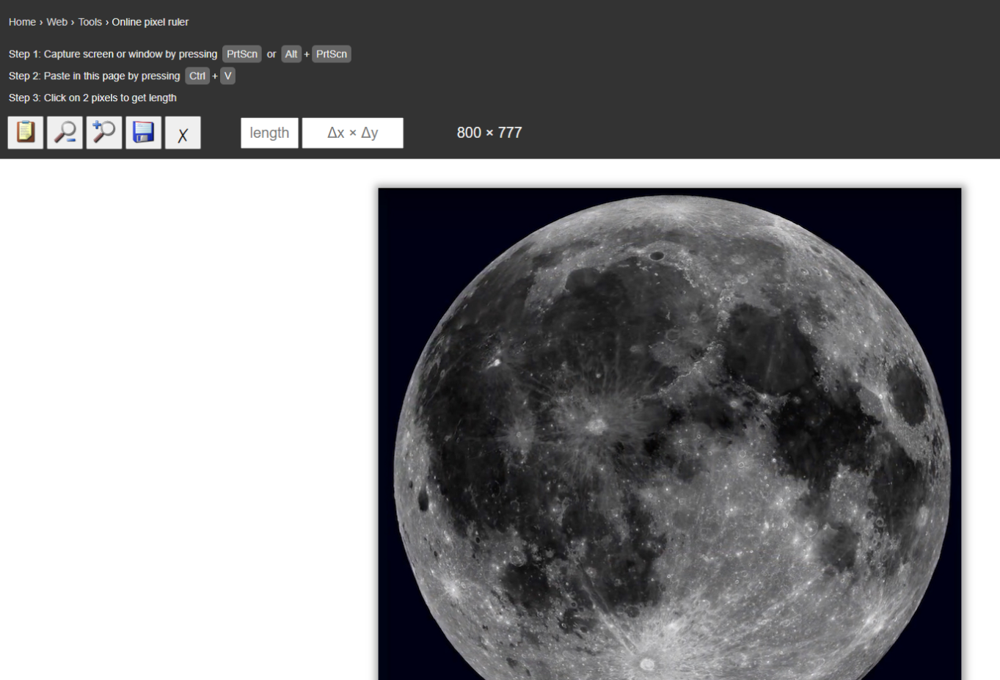 Home › Web › Tools › Online pixel ruler
Step 1: Capture screen or window by pressing PrtScn or Alt + PrtScn
Step 2: Paste in this page by pressing Ctrl + V
Step 3: Click on 2 pixels to get length
X length Δx × Δy 800 × 777